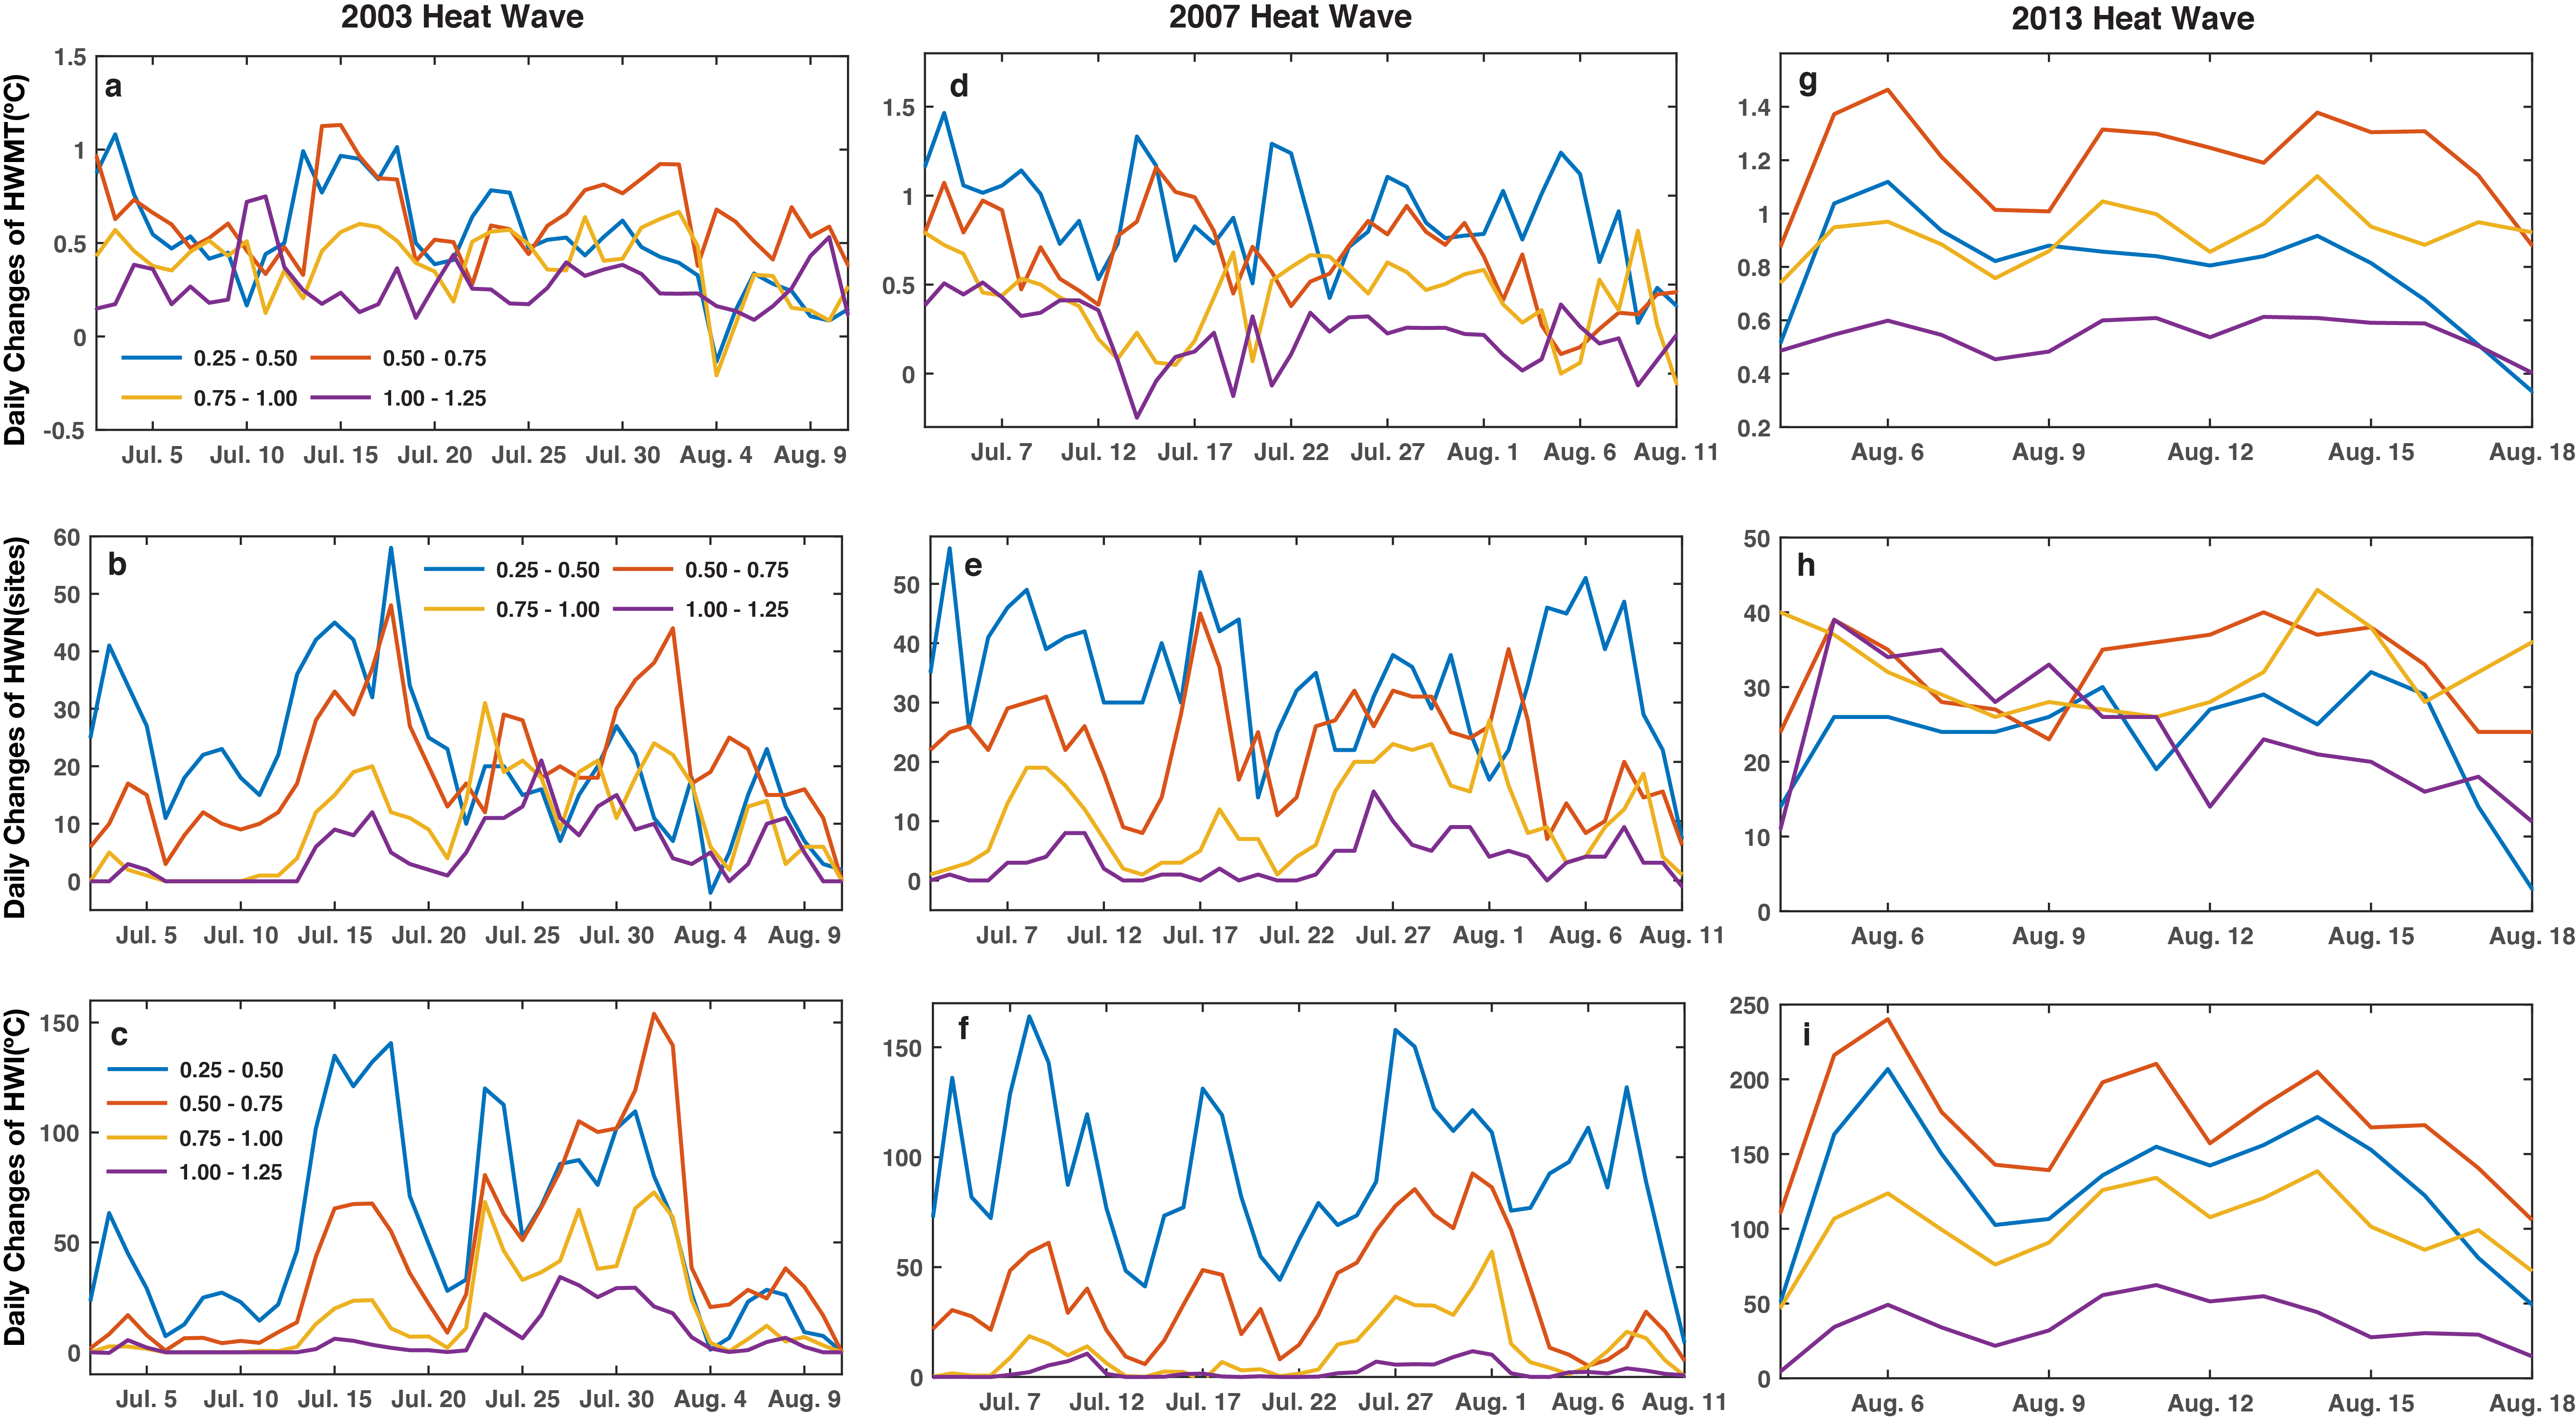 2003 Heat Wave 2007 Heat Wave 2013 Heat Wave
Daily Changes of HWMT(ºC)
a
1.5
1
0.5
0
-0.5
0.25 - 0.50 0.50 - 0.75
0.75 - 1.00 1.00 - 1.25
Jul. 5 Jul. 10 Jul. 15 Jul. 20 Jul. 25 Jul. 30 Aug. 4 Aug. 9
d
1.5
1
0.5
0
Jul. 7 Jul. 12 Jul. 17 Jul. 22 Jul. 27 Aug. 1 Aug. 6 Aug. 11
g
1.4
1.2
1
0.8
0.6
0.4
0.2
Aug. 6 Aug. 9 Aug. 12 Aug. 15 Aug. 18
Daily Changes of HWN(sites)
b
60
50
40
30
20
10
0
0.25 - 0.50 0.50 - 0.75
0.75 - 1.00 1.00 - 1.25
Jul. 5 Jul. 10 Jul. 15 Jul. 20 Jul. 25 Jul. 30 Aug. 4 Aug. 9
e
50
40
30
20
10
0
Jul. 7 Jul. 12 Jul. 17 Jul. 22 Jul. 27 Aug. 1 Aug. 6 Aug. 11
h
50
40
30
20
10
0
Aug. 6 Aug. 9 Aug. 12 Aug. 15 Aug. 18
Daily Changes of HWI(ºC)
c
150
100
50
0
0.25 - 0.50
0.50 - 0.75
0.75 - 1.00
1.00 - 1.25
Jul. 5 Jul. 10 Jul. 15 Jul. 20 Jul. 25 Jul. 30 Aug. 4 Aug. 9
f
150
100
50
0
Jul. 7 Jul. 12 Jul. 17 Jul. 22 Jul. 27 Aug. 1 Aug. 6 Aug. 11
i
250
200
150
100
50
0
Aug. 6 Aug. 9 Aug. 12 Aug. 15 Aug. 18